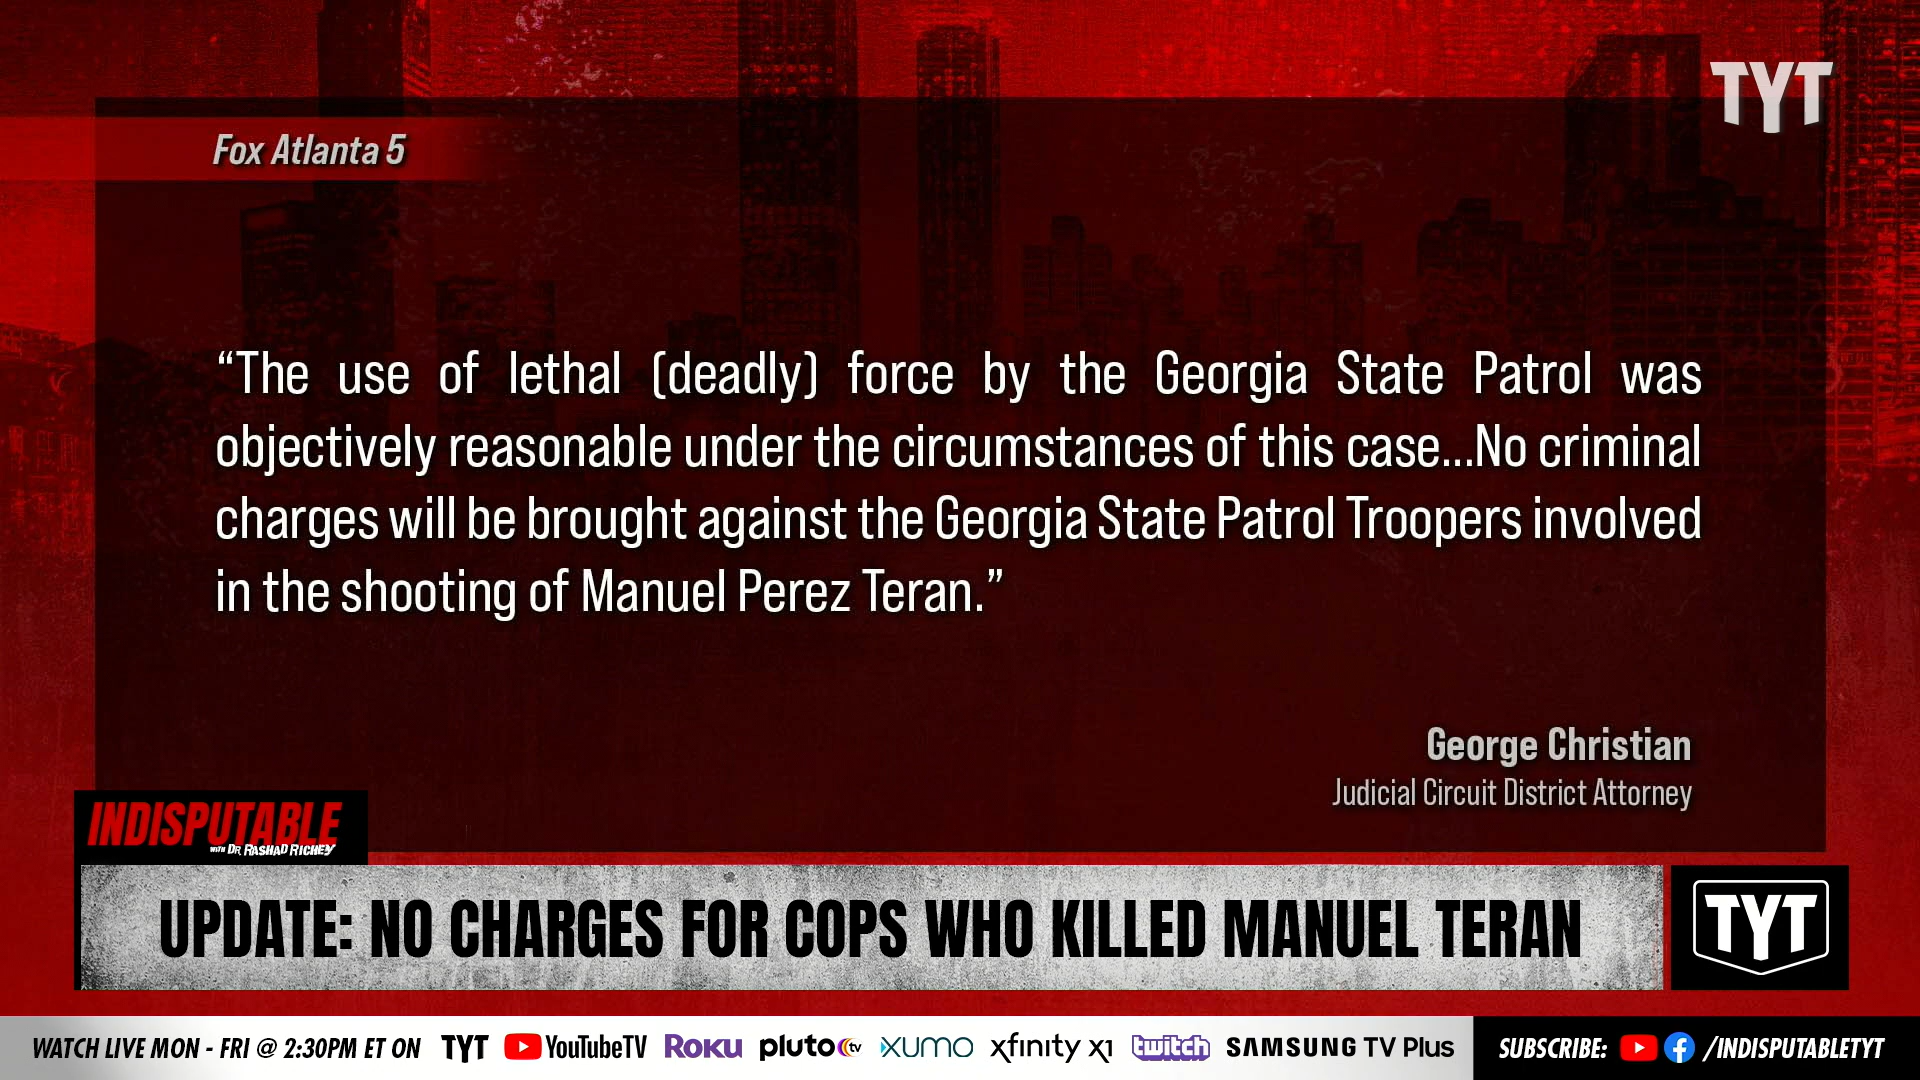 TYT
Fox Atlanta 5
“The use of lethal (deadly) force by the Georgia State Patrol was
objectively reasonable under the circumstances of this case...No criminal
charges will be brought against the Georgia State Patrol Troopers involved
in the shooting of Manuel Perez Teran.”
George Christian
Judicial Circuit District Attorney
INDISPUTABLE
WITH DR RASHAD RICHEY
UPDATE: NO CHARGES FOR COPS WHO KILLED MANUEL TERAN
TYT
WATCH LIVE MON - FRI @ 2:30PM ET ON TYT YouTubeTV ROKU pluto tv XUMO xfinity x1 twitch SAMSUNG TV Plus SUBSCRIBE: /INDISPUTABLETYT